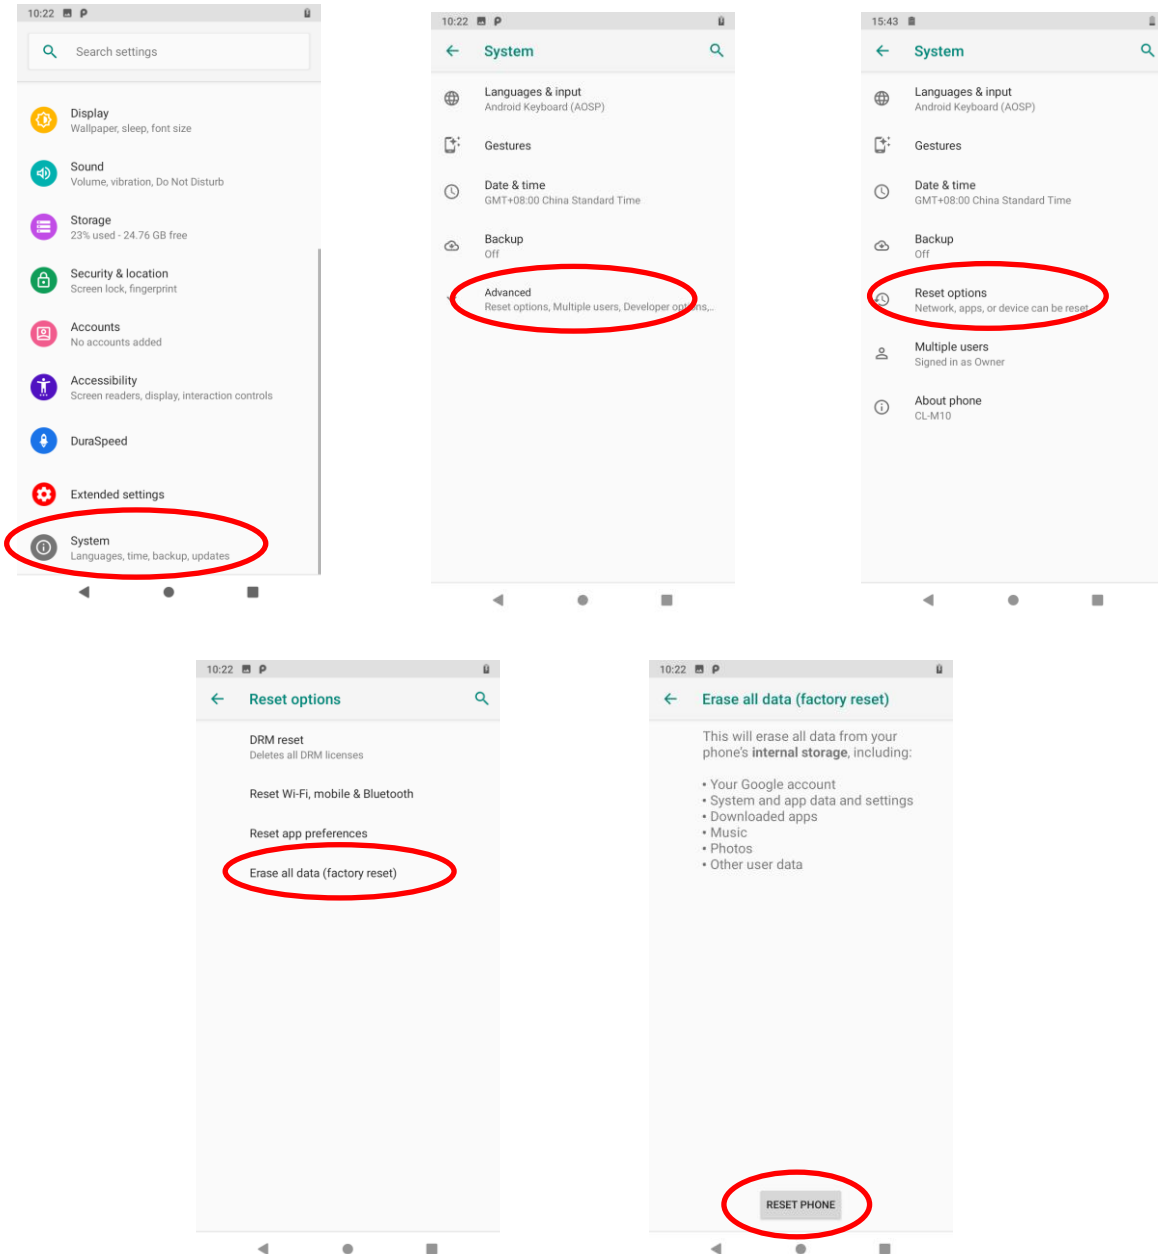 10:22
Search settings
Display
Wallpaper, sleep, font size
Sound
Volume, vibration, Do Not Disturb
Storage
23% used - 24.76 GB free
Security & location
Screen lock, fingerprint
Accounts
No accounts added
Accessibility
Screen readers, display, interaction controls
DuraSpeed
Extended settings
System
Languages, time, backup, updates
10:22
System
Languages & input
Android Keyboard (AOSP)
Gestures
Date & time
GMT+08:00 China Standard Time
Backup
Off
Advanced
Reset options, Multiple users, Developer options,..
15:43
System
Languages & input
Android Keyboard (AOSP)
Gestures
Date & time
GMT+08:00 China Standard Time
Backup
Off
Reset options
Network, apps, or device can be reset
Multiple users
Signed in as Owner
About phone
CL-M10
10:22
Reset options
DRM reset
Deletes all DRM licenses
Reset Wi-Fi, mobile & Bluetooth
Reset app preferences
Erase all data (factory reset)
10:22
Erase all data (factory reset)
This will erase all data from your
phone's internal storage, including:
• Your Google account
• System and app data and settings
• Downloaded apps
• Music
• Photos
• Other user data
RESET PHONE